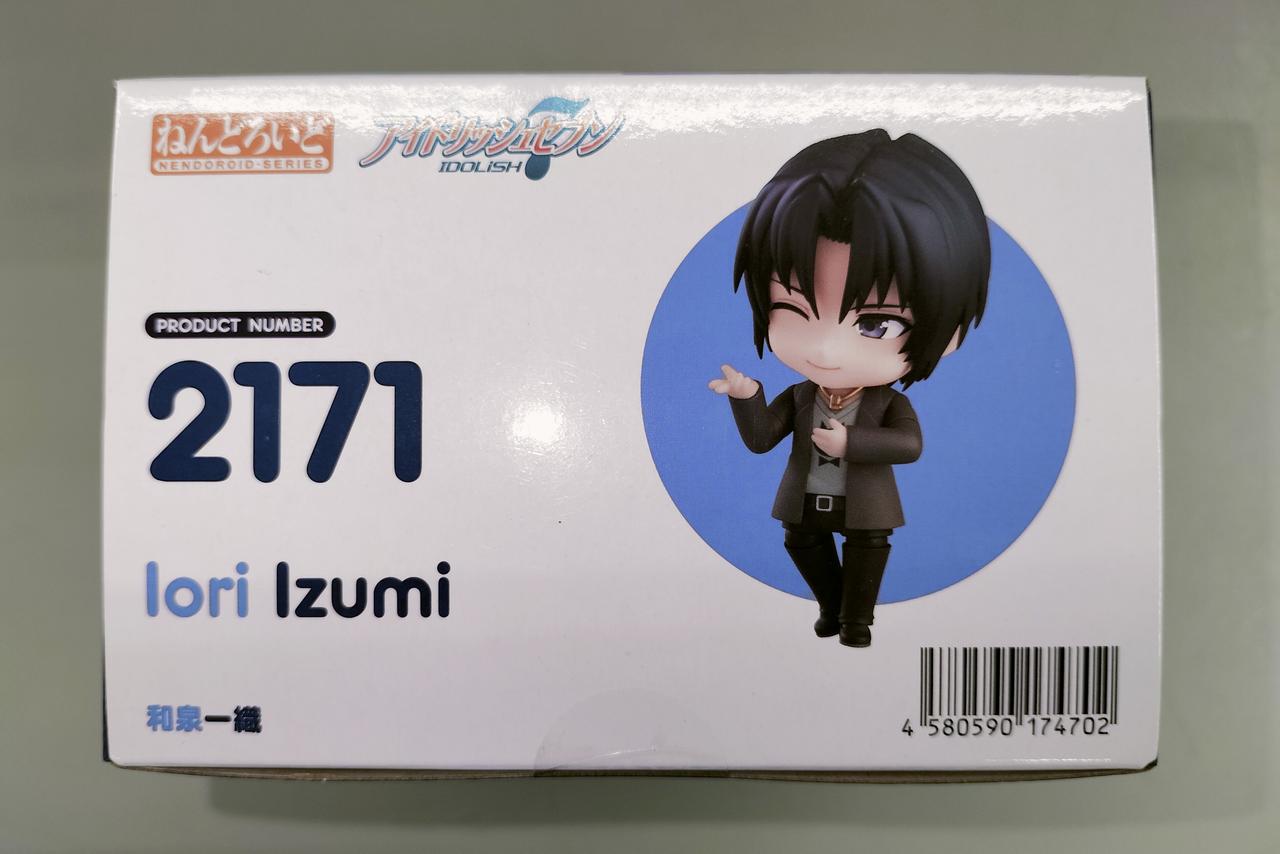 ねんどろいど
NENDOROID·SERIES
アイドリッシュセブン
IDOLiSH7
PRODUCT NUMBER
2171
Iori Izumi
和泉一織
4 580590 174702